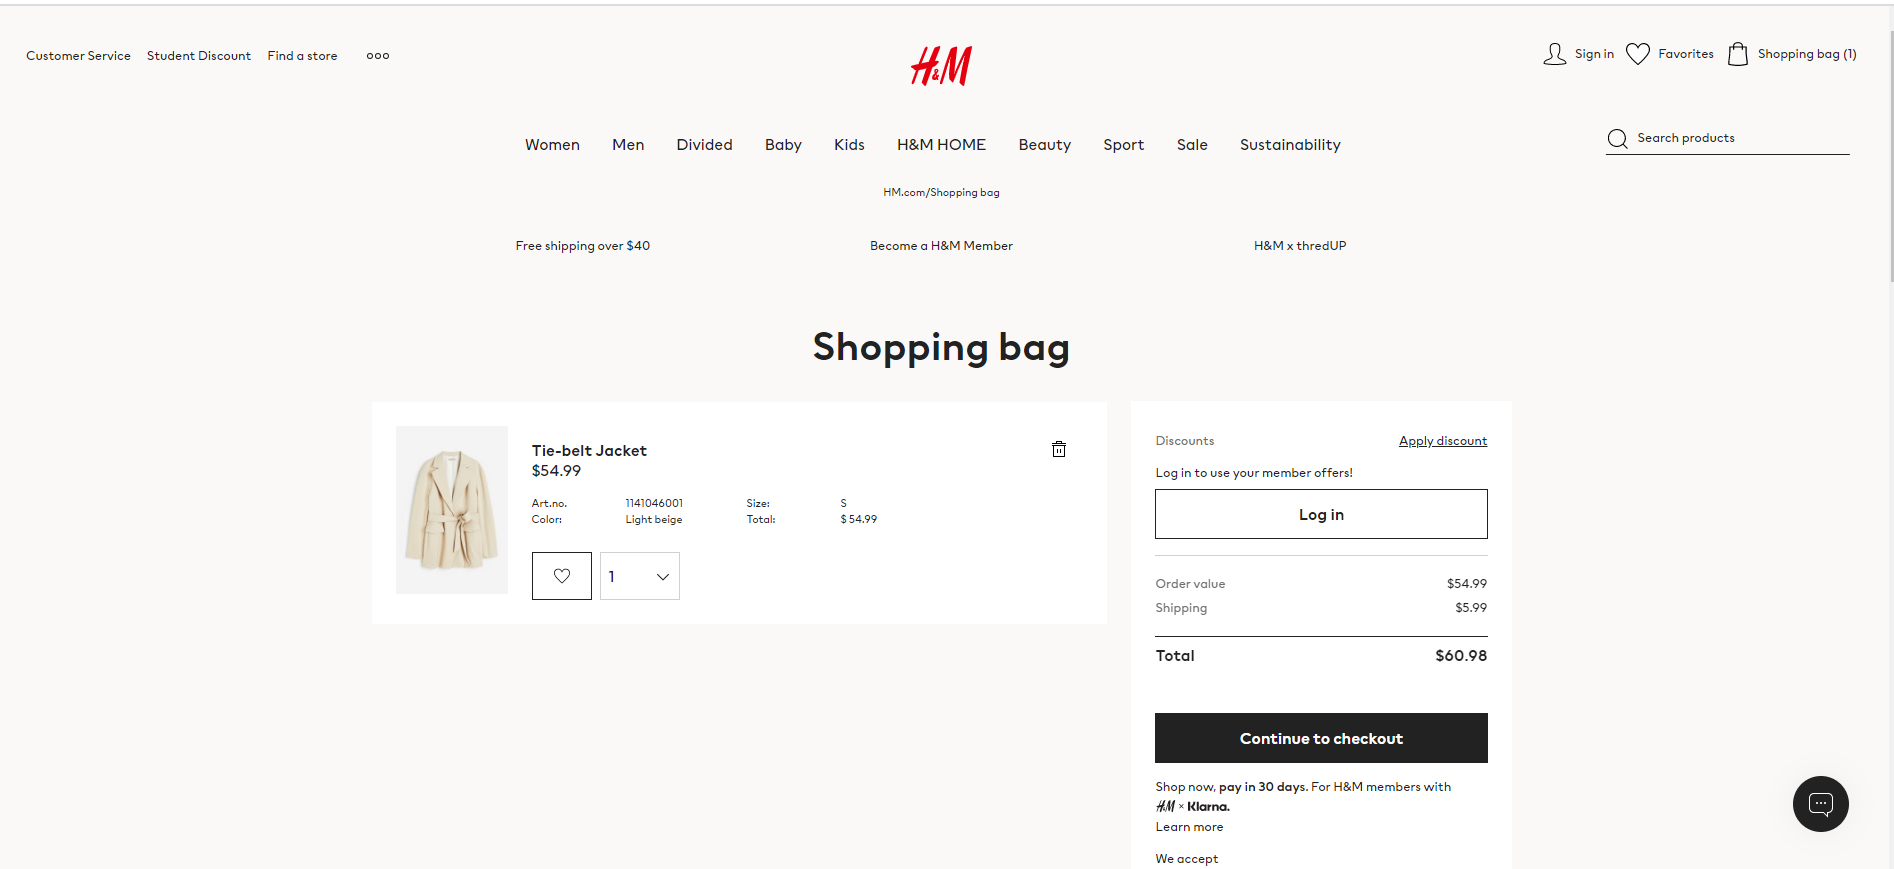 Customer Service Student Discount Find a store
H&M
Sign in Favorites Shopping bag (1)
Women Men Divided Baby Kids H&M HOME Beauty Sport Sale Sustainability
Search products
HM.com/Shopping bag
Free shipping over $40 Become a H&M Member H&M x thredUP
Shopping bag
Tie-belt Jacket
$54.99
Art.no. 1141046001 Size: S
Color: Light beige Total: $ 54.99
1
Discounts Apply discount
Log in to use your member offers!
Log in
Order value $54.99
Shipping $5.99
Total $60.98
Continue to checkout
Shop now, pay in 30 days. For H&M members with
H&M × Klarna.
Learn more
We accept